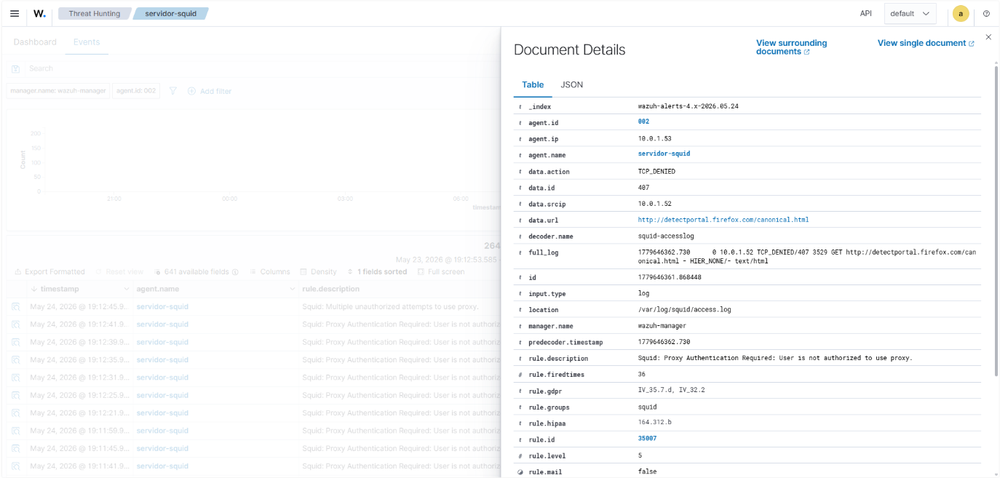 W.
Threat Hunting
servidor-squid
API
default
a
Dashboard
Events
Search
manager.name: wazuh-manager
agent.id: 002
Add filter
Count
200
150
100
50
0
21:00
00:00
03:00
06:00
timestam
264
May 23, 2026 @ 19:12:53.585 -
Export Formatted
Reset view
641 available fields
Columns
Density
1 fields sorted
Full screen
timestamp
agent.name
rule.description
May 24, 2026 @ 19:12:45.9... servidor-squid Squid: Multiple unauthorized attempts to use proxy.
May 24, 2026 @ 19:12:41.9... servidor-squid Squid: Proxy Authentication Required: User is not authoriz
May 24, 2026 @ 19:12:39.9... servidor-squid Squid: Proxy Authentication Required: User is not authoriz
May 24, 2026 @ 19:12:35.9... servidor-squid Squid: Proxy Authentication Required: User is not authoriz
May 24, 2026 @ 19:12:31.9... servidor-squid Squid: Proxy Authentication Required: User is not authoriz
May 24, 2026 @ 19:12:25.9... servidor-squid Squid: Proxy Authentication Required: User is not authoriz
May 24, 2026 @ 19:12:21.9... servidor-squid Squid: Proxy Authentication Required: User is not authoriz
May 24, 2026 @ 19:11:59.9... servidor-squid Squid: Proxy Authentication Required: User is not authoriz
May 24, 2026 @ 19:11:45.9... servidor-squid Squid: Proxy Authentication Required: User is not authoriz
May 24, 2026 @ 19:11:41.9... servidor-squid Squid: Proxy Authentication Required: User is not authoriz
Document Details
View surrounding
documents
View single document
Table
JSON
t _index wazuh-alerts-4.x-2026.05.24
t agent.id 002
t agent.ip 10.0.1.53
t agent.name servidor-squid
t data.action TCP_DENIED
t data.id 407
t data.srcip 10.0.1.52
t data.url http://detectportal.firefox.com/canonical.html
t decoder.name squid-accesslog
t full_log 1779646362.730 0 10.0.1.52 TCP_DENIED/407 3529 GET http://detectportal.firefox.com/can
onical.html - HIER_NONE/- text/html
t id 1779646361.868448
t input.type log
t location /var/log/squid/access.log
t manager.name wazuh-manager
t predecoder.timestamp 1779646362.730
t rule.description Squid: Proxy Authentication Required: User is not authorized to use proxy.
# rule.firedtimes 36
t rule.gdpr IV_35.7.d, IV_32.2
t rule.groups squid
t rule.hipaa 164.312.b
t rule.id 35007
# rule.level 5
rule.mail false